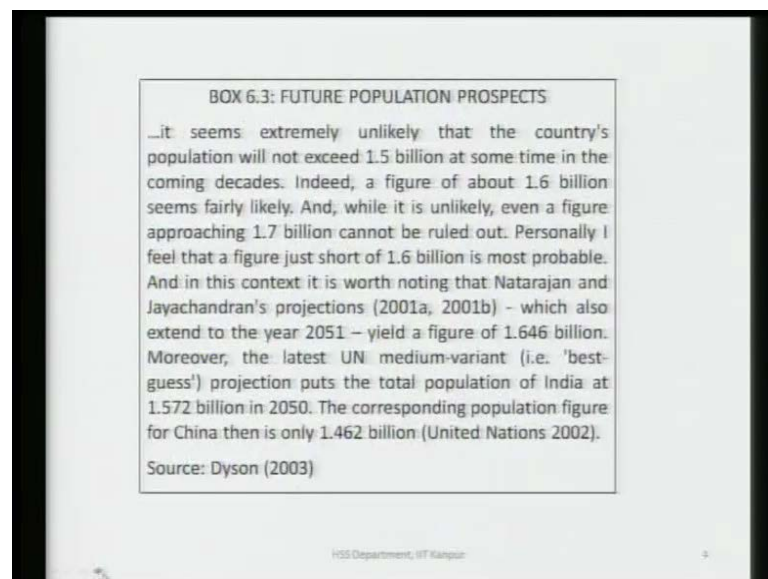 BOX 6.3: FUTURE POPULATION PROSPECTS
...it seems extremely unlikely that the country's
population will not exceed 1.5 billion at some time in the
coming decades. Indeed, a figure of about 1.6 billion
seems fairly likely. And, while it is unlikely, even a figure
approaching 1.7 billion cannot be ruled out. Personally I
feel that a figure just short of 1.6 billion is most probable.
And in this context it is worth noting that Natarajan and
Jayachandran's projections (2001a, 2001b) - which also
extend to the year 2051 – yield a figure of 1.646 billion.
Moreover, the latest UN medium-variant (i.e. 'best-
guess') projection puts the total population of India at
1.572 billion in 2050. The corresponding population figure
for China then is only 1.462 billion (United Nations 2002).
Source: Dyson (2003)
HSS Department, IIT Kanpur
4